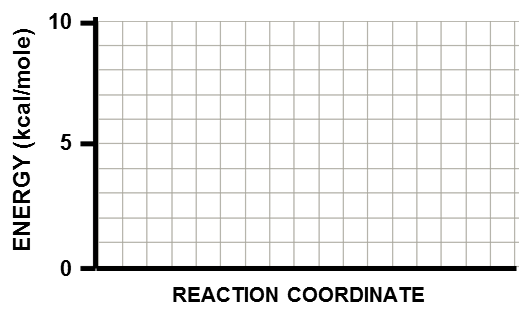 10
ENERGY (kcal/mole)
5
0
REACTION COORDINATE